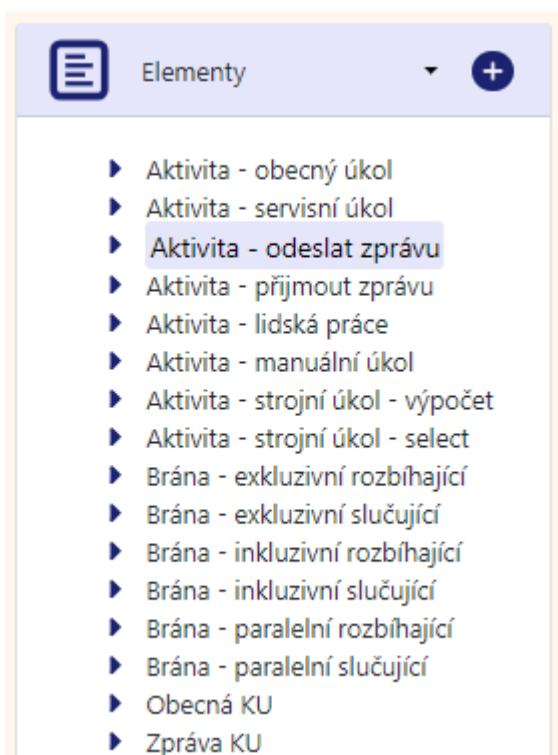 Elementy
Aktivita - obecný úkol
Aktivita - servisní úkol
Aktivita - odeslat zprávu
Aktivita - přijmout zprávu
Aktivita - lidská práce
Aktivita - manuální úkol
Aktivita - strojní úkol - výpočet
Aktivita - strojní úkol - select
Brána - exkluzivní rozbíhající
Brána - exkluzivní slučující
Brána - inkluzivní rozbíhající
Brána - inkluzivní slučující
Brána - paralelní rozbíhající
Brána - paralelní slučující
Obecná KU
Zpráva KU